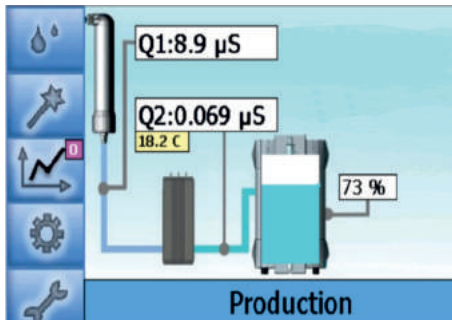 Q1:8.9 µS
Q2:0.069 µS
18.2 C
0
73 %
Production